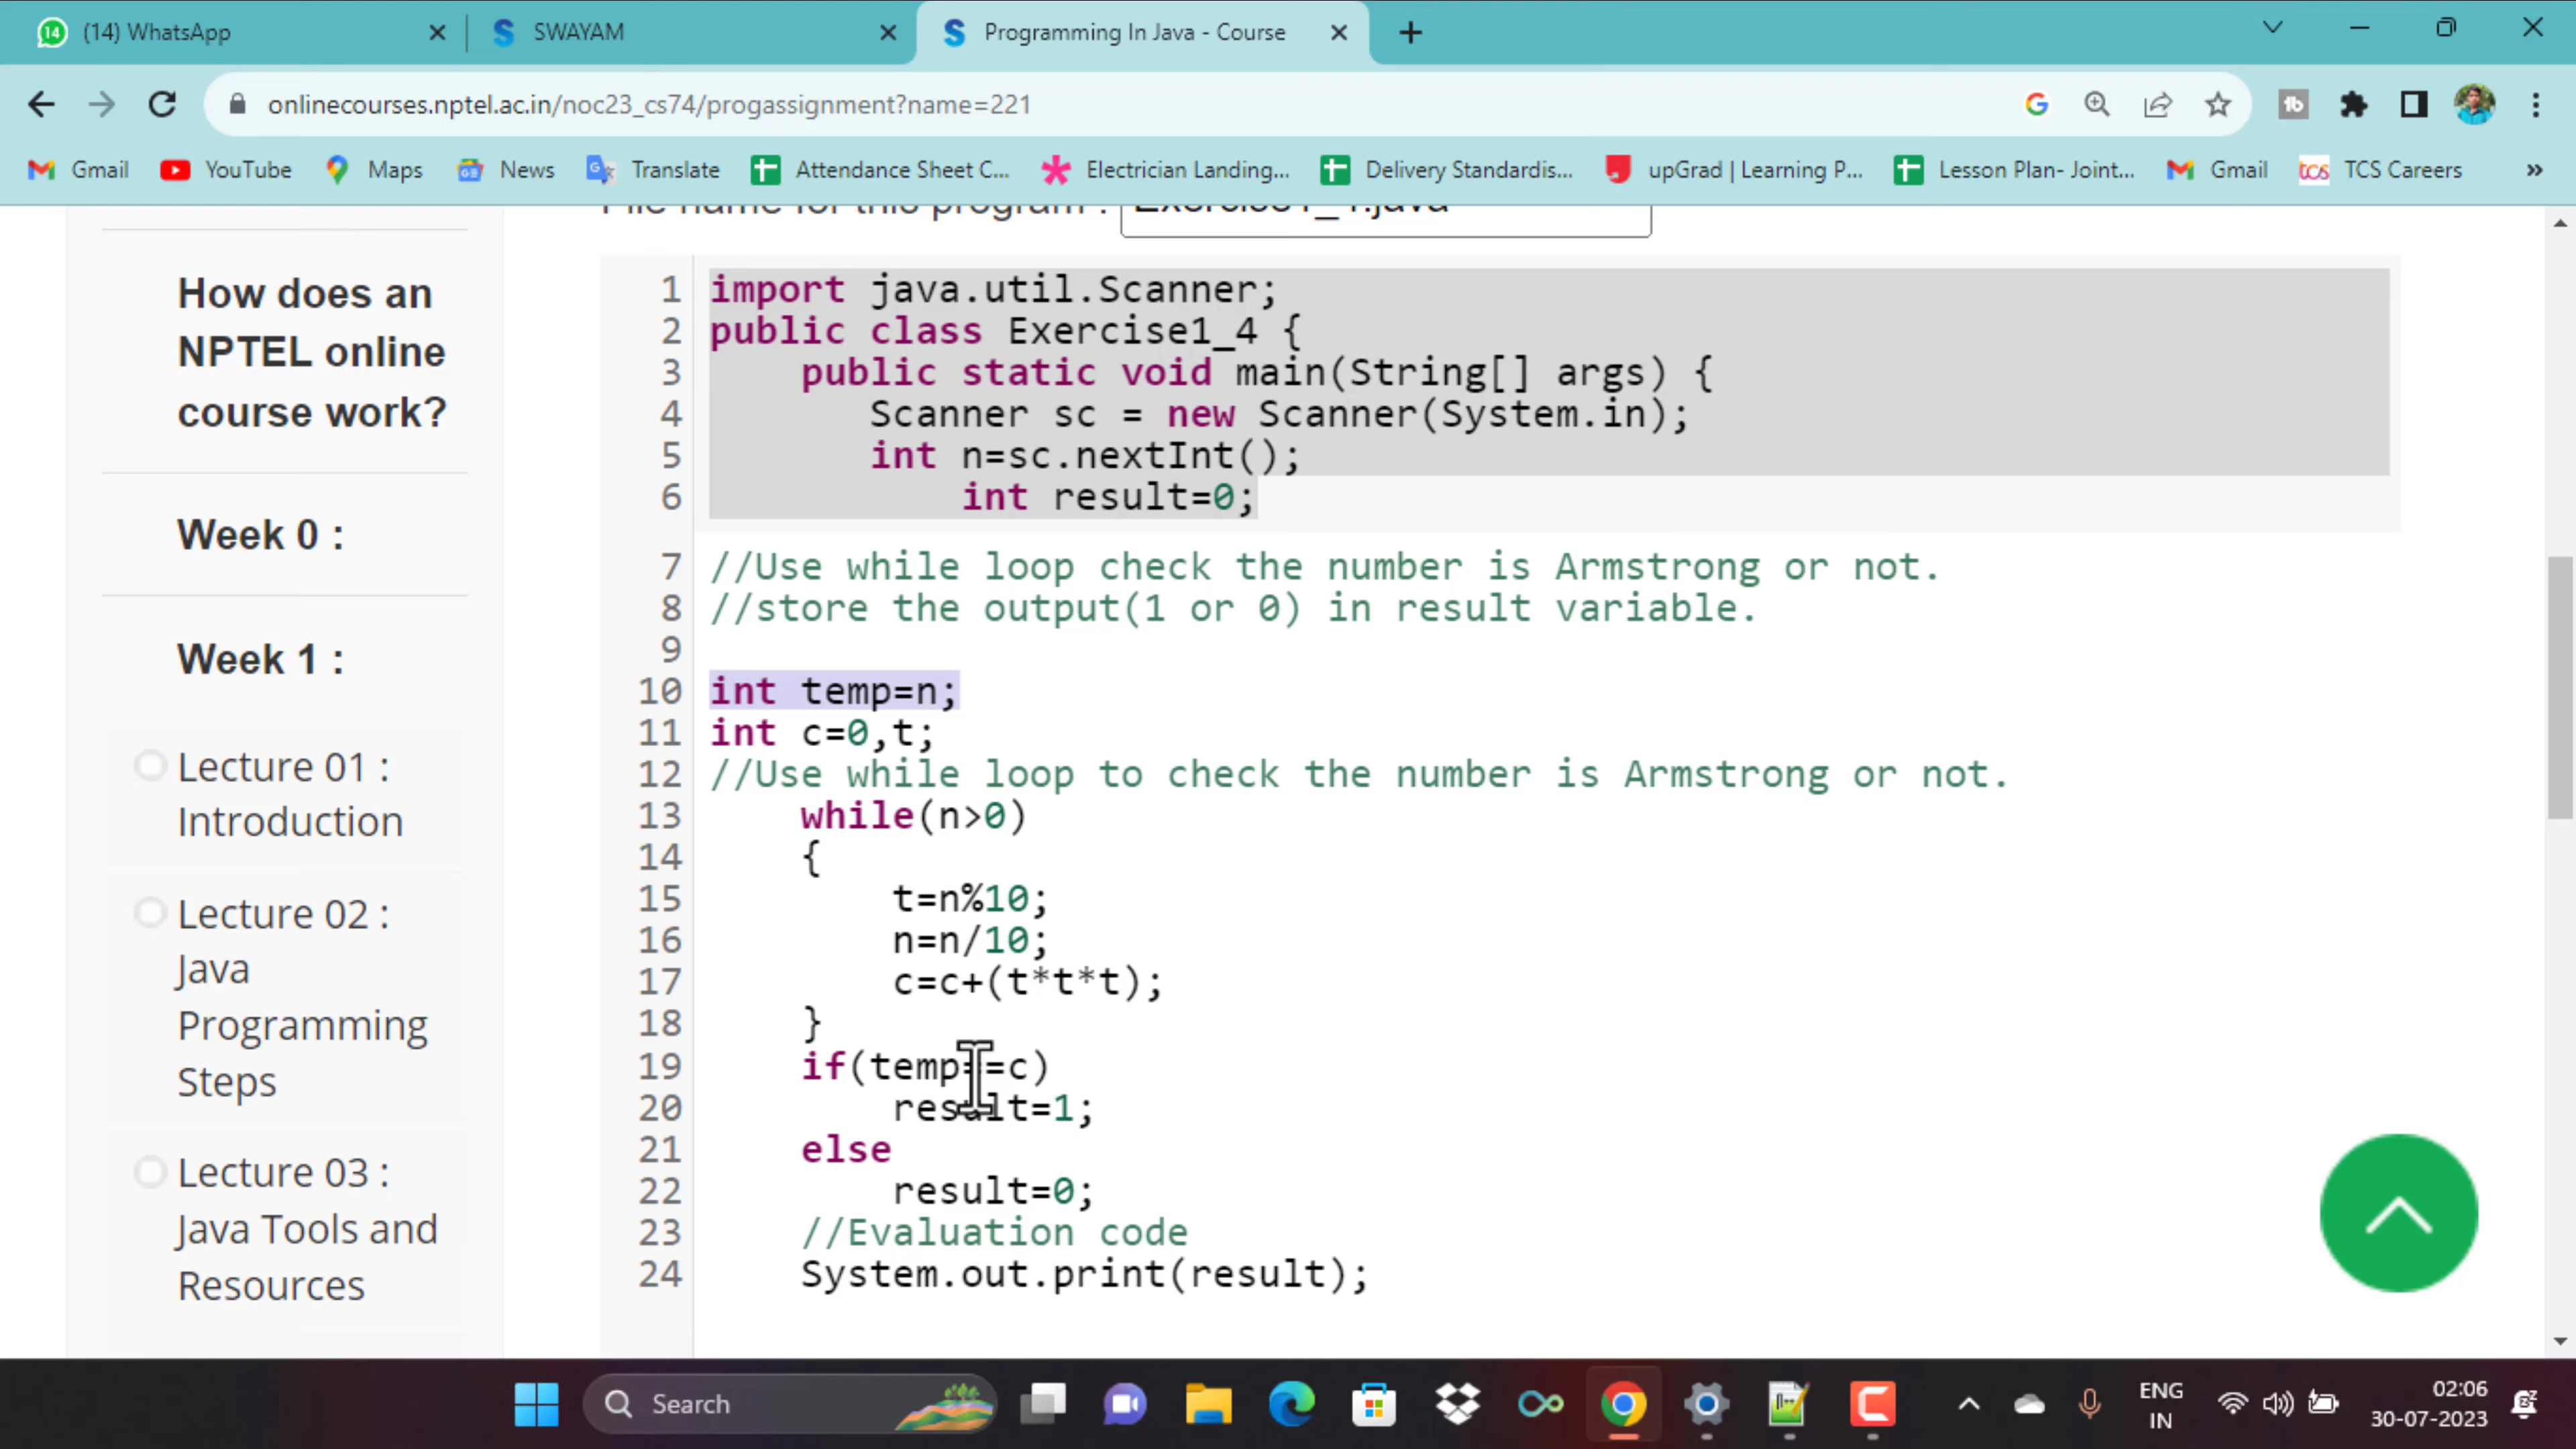 (14) WhatsApp
SWAYAM
Programming In Java - Course
onlinecourses.nptel.ac.in/noc23_cs74/progassignment?name=221
Gmail
YouTube
Maps
News
Translate
Attendance Sheet C...
Electrician Landing...
Delivery Standardis...
upGrad | Learning P...
Lesson Plan- Joint...
Gmail
TCS Careers
How does an
NPTEL online
course work?
Week 0 :
Week 1 :
Lecture 01 :
Introduction
Lecture 02 :
Java
Programming
Steps
Lecture 03 :
Java Tools and
Resources
File name for this program : Exercise1_4.java
1 import java.util.Scanner;
2 public class Exercise1_4 {
3 public static void main(String[] args) {
4 Scanner sc = new Scanner(System.in);
5 int n=sc.nextInt();
6 int result=0;
7 //Use while loop check the number is Armstrong or not.
8 //store the output(1 or 0) in result variable.
9
10 int temp=n;
11 int c=0,t;
12 //Use while loop to check the number is Armstrong or not.
13 while(n>0)
14 {
15 t=n%10;
16 n=n/10;
17 c=c+(t*t*t);
18 }
19 if(temp==c)
20 result=1;
21 else
22 result=0;
23 //Evaluation code
24 System.out.print(result);
Search
ENG
IN
02:06
30-07-2023